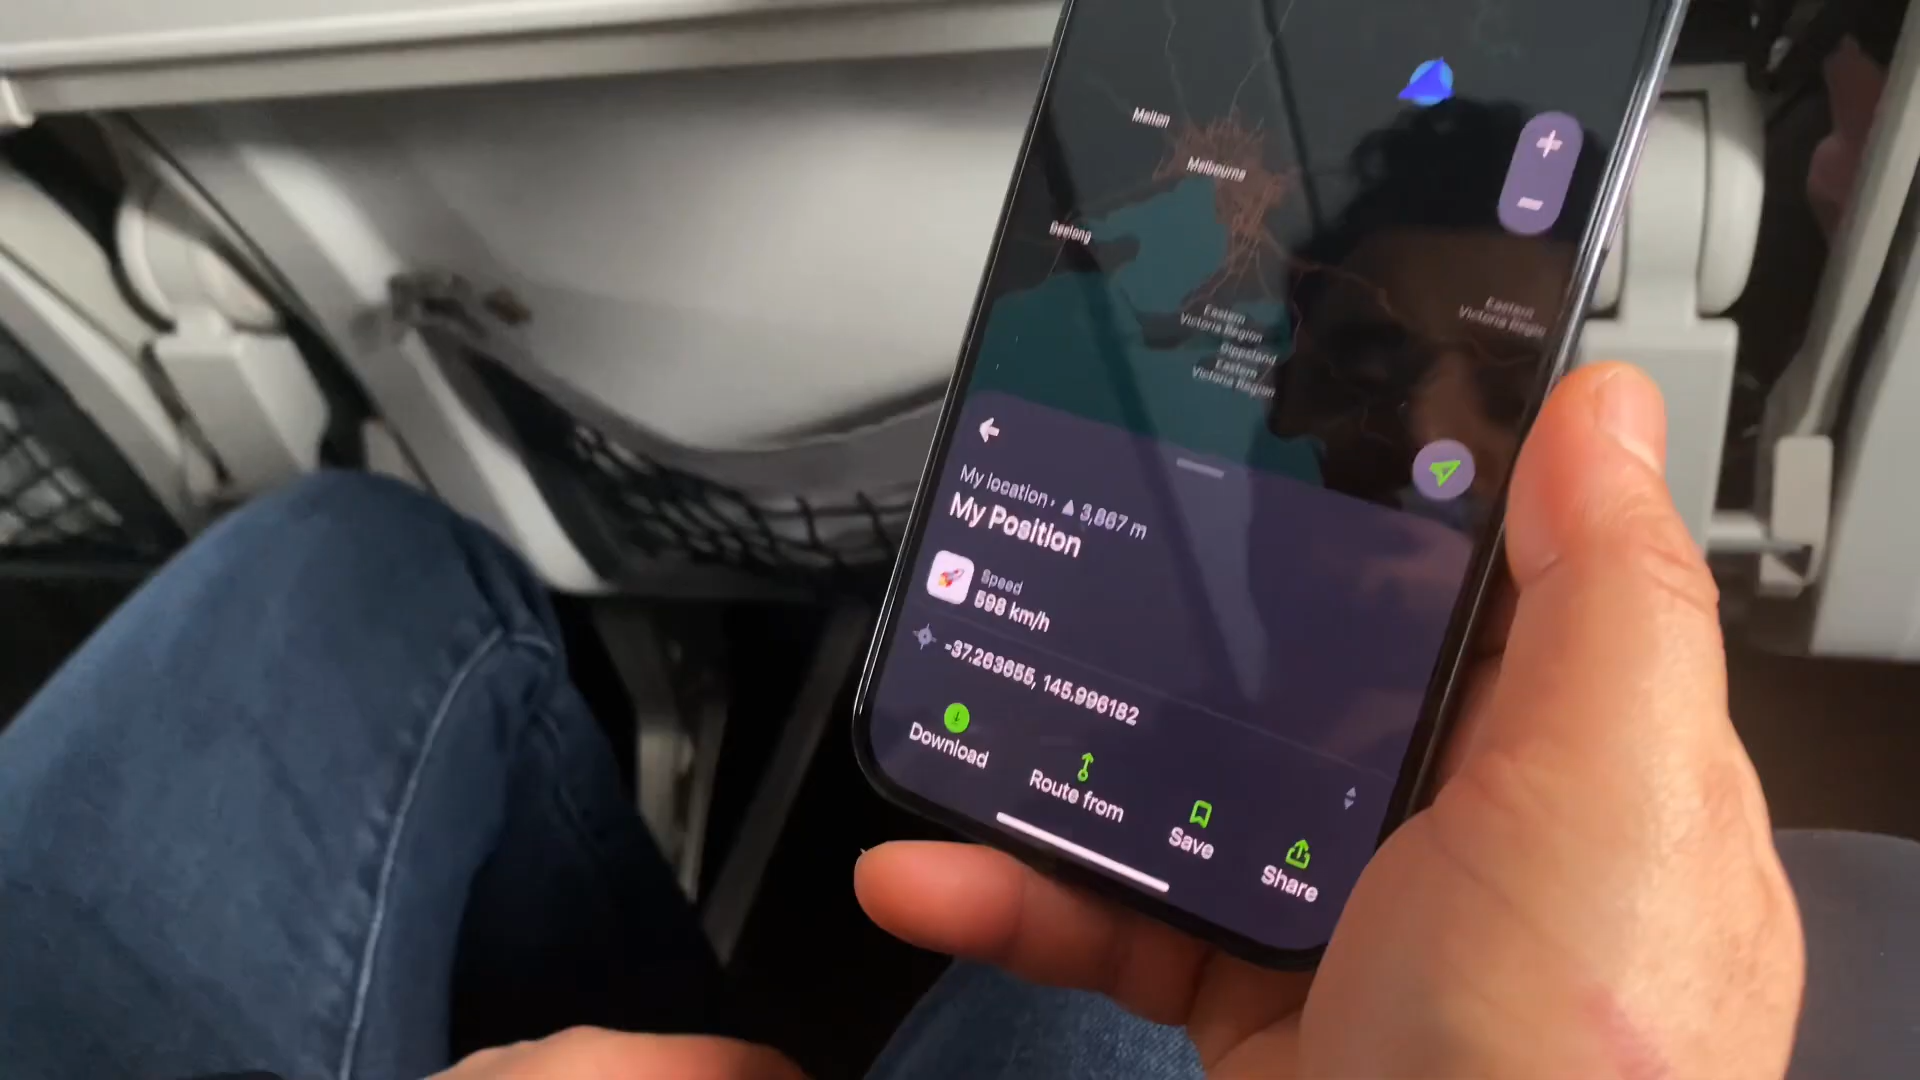 Melton
Melbourne
Geelong
Eastern
Victoria Region
Gippsland
Eastern
Victoria Region
Eastern
Victoria Regio
My location • ▲ 3,867 m
My Position
Speed
598 km/h
-37.263655, 145.996182
Download
Route from
Save
Share